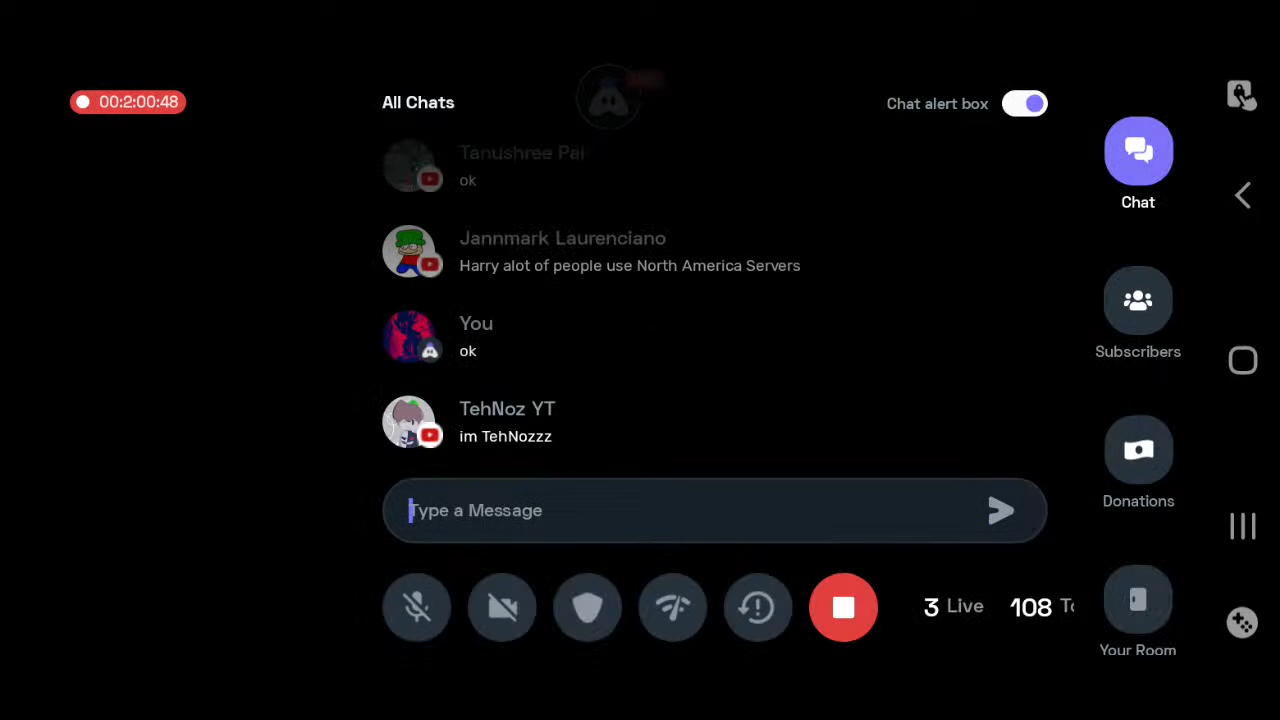 00:2:00:48
All Chats
Chat alert box
Tanushree Pai
ok
Chat
Jannmark Laurenciano
Harry alot of people use North America Servers
You
ok
Subscribers
TehNoz YT
im TehNozzz
Type a Message
Donations
3 Live
108 To
Your Room